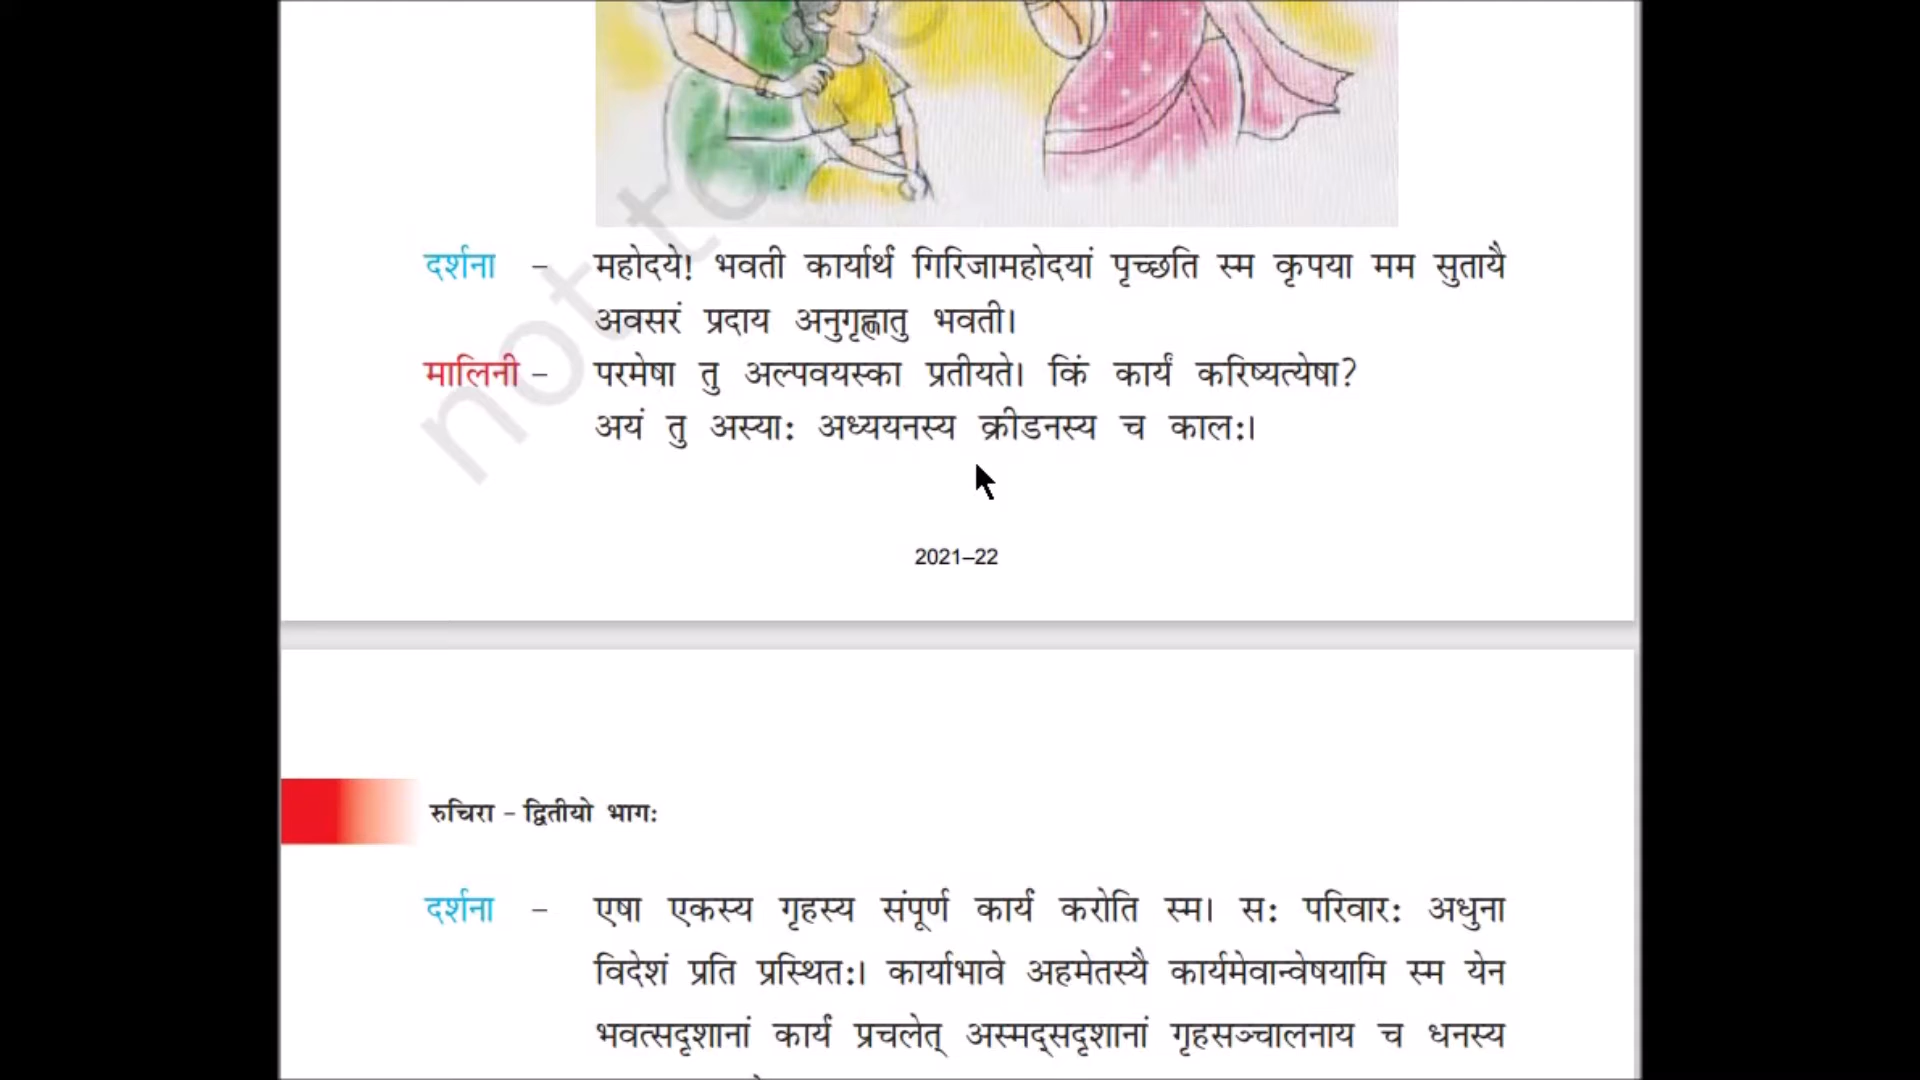 दर्शना – महोदये! भवती कार्यार्थं गिरिजामहोदयां पृच्छति स्म कृपया मम सुतायै
अवसरं प्रदाय अनुगृह्णातु भवती।
मालिनी – परमेषा तु अल्पवयस्का प्रतीयते। किं कार्यं करिष्यत्येषा?
अयं तु अस्याः अध्ययनस्य क्रीडनस्य च कालः।
not to
2021–22
रुचिरा – द्वितीयो भागः
दर्शना – एषा एकस्य गृहस्य संपूर्णं कार्यं करोति स्म। सः परिवारः अधुना
विदेशं प्रति प्रस्थितः। कार्याभावे अहमेतस्यै कार्यमेवान्वेषयामि स्म येन
भवत्सदृशानां कार्यं प्रचलेत् अस्मद्सदृशानां गृहसञ्चालनाय च धनस्य